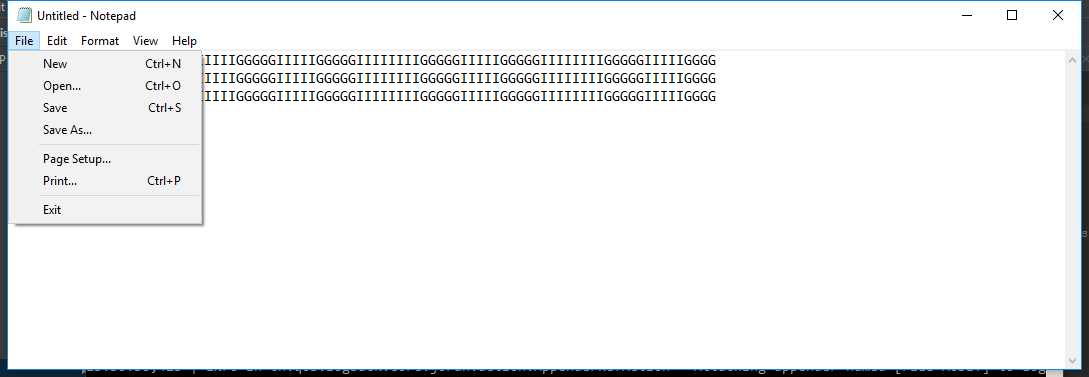 Untitled - Notepad
File Edit Format View Help
IIIIGGGGGIIIIIGGGGGIIIIIIIIGGGGGIIIIIGGGGGIIIIIIIIGGGGGIIIIIGGGG
IIIIGGGGGIIIIIGGGGGIIIIIIIIGGGGGIIIIIGGGGGIIIIIIIIGGGGGIIIIIGGGG
IIIIGGGGGIIIIIGGGGGIIIIIIIIGGGGGIIIIIGGGGGIIIIIIIIGGGGGIIIIIGGGG
New Ctrl+N
Open... Ctrl+O
Save Ctrl+S
Save As...
Page Setup...
Print... Ctrl+P
Exit